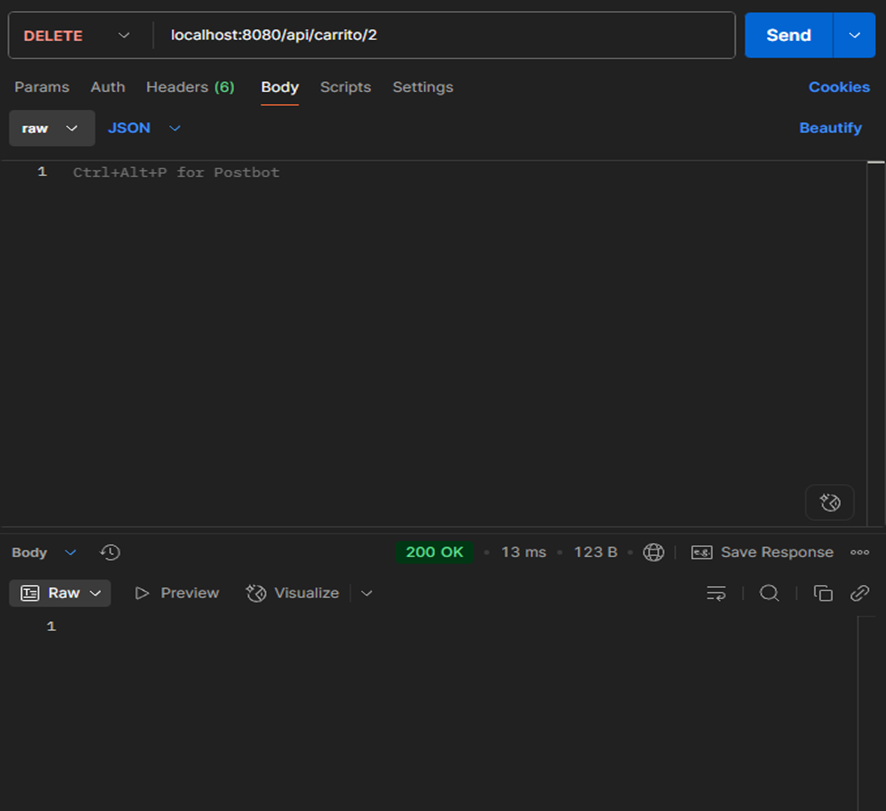 DELETE localhost:8080/api/carrito/2 Send
Params Auth Headers (6) Body Scripts Settings Cookies
raw JSON Beautify
1 Ctrl+Alt+P for Postbot
Body 200 OK • 13 ms • 123 B • e.g. Save Response
Raw Preview Visualize
1